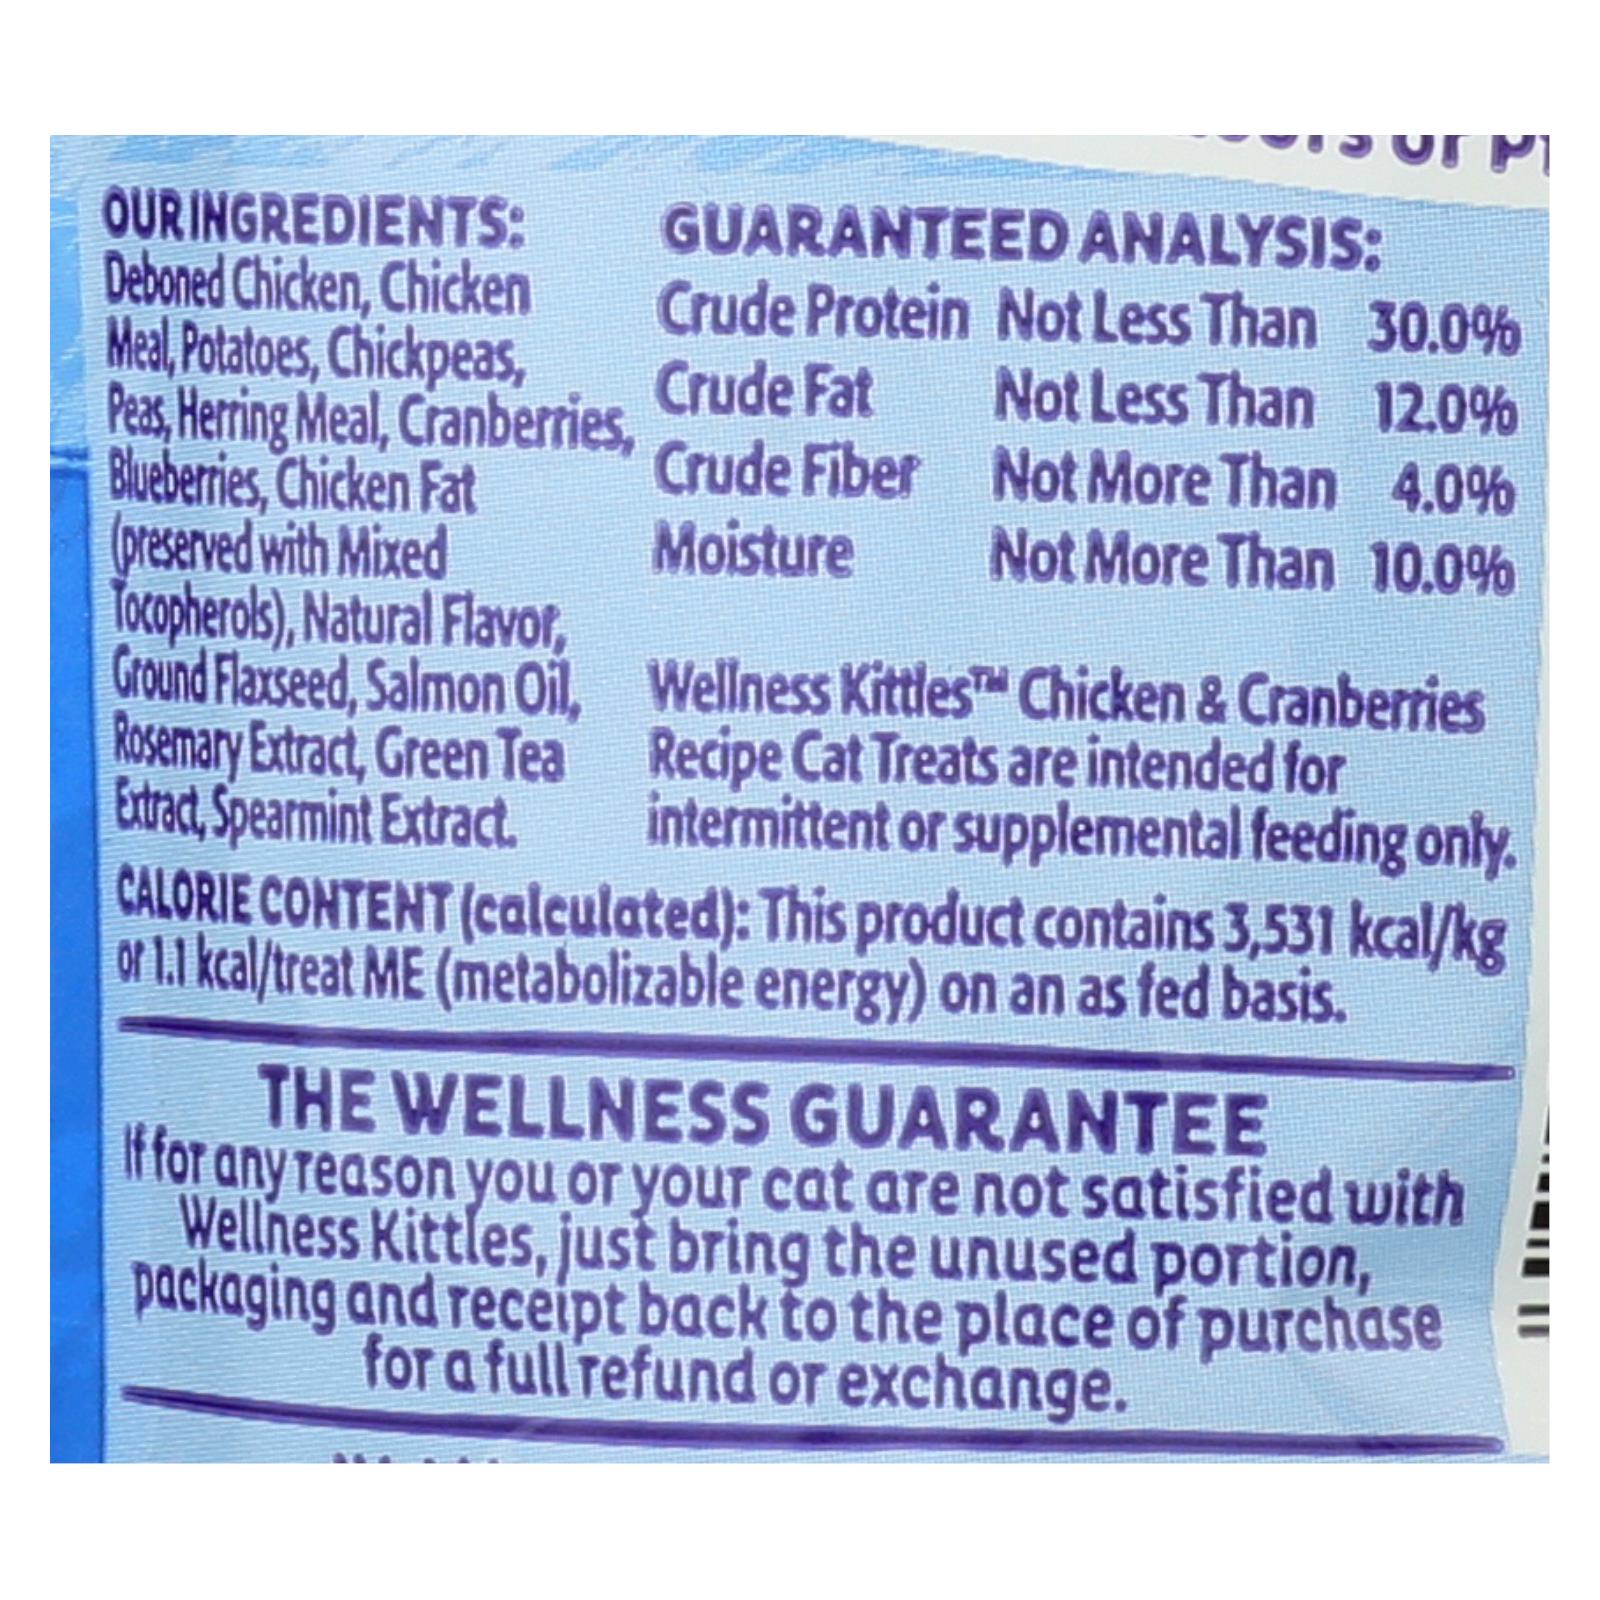 OUR INGREDIENTS:
Deboned Chicken, Chicken
Meal, Potatoes, Chickpeas,
Peas, Herring Meal, Cranberries,
Blueberries, Chicken Fat
(preserved with Mixed
Tocopherols), Natural Flavor,
Ground Flaxseed, Salmon Oil,
Rosemary Extract, Green Tea
Extract, Spearmint Extract.
GUARANTEED ANALYSIS:
Crude Protein Not Less Than 30.0%
Crude Fat Not Less Than 12.0%
Crude Fiber Not More Than 4.0%
Moisture Not More Than 10.0%
Wellness Kittles™ Chicken & Cranberries
Recipe Cat Treats are intended for
intermittent or supplemental feeding only.
CALORIE CONTENT (calculated): This product contains 3,531 kcal/kg
or 1.1 kcal/treat ME (metabolizable energy) on an as fed basis.
THE WELLNESS GUARANTEE
If for any reason you or your cat are not satisfied with
Wellness Kittles, just bring the unused portion,
packaging and receipt back to the place of purchase
for a full refund or exchange.